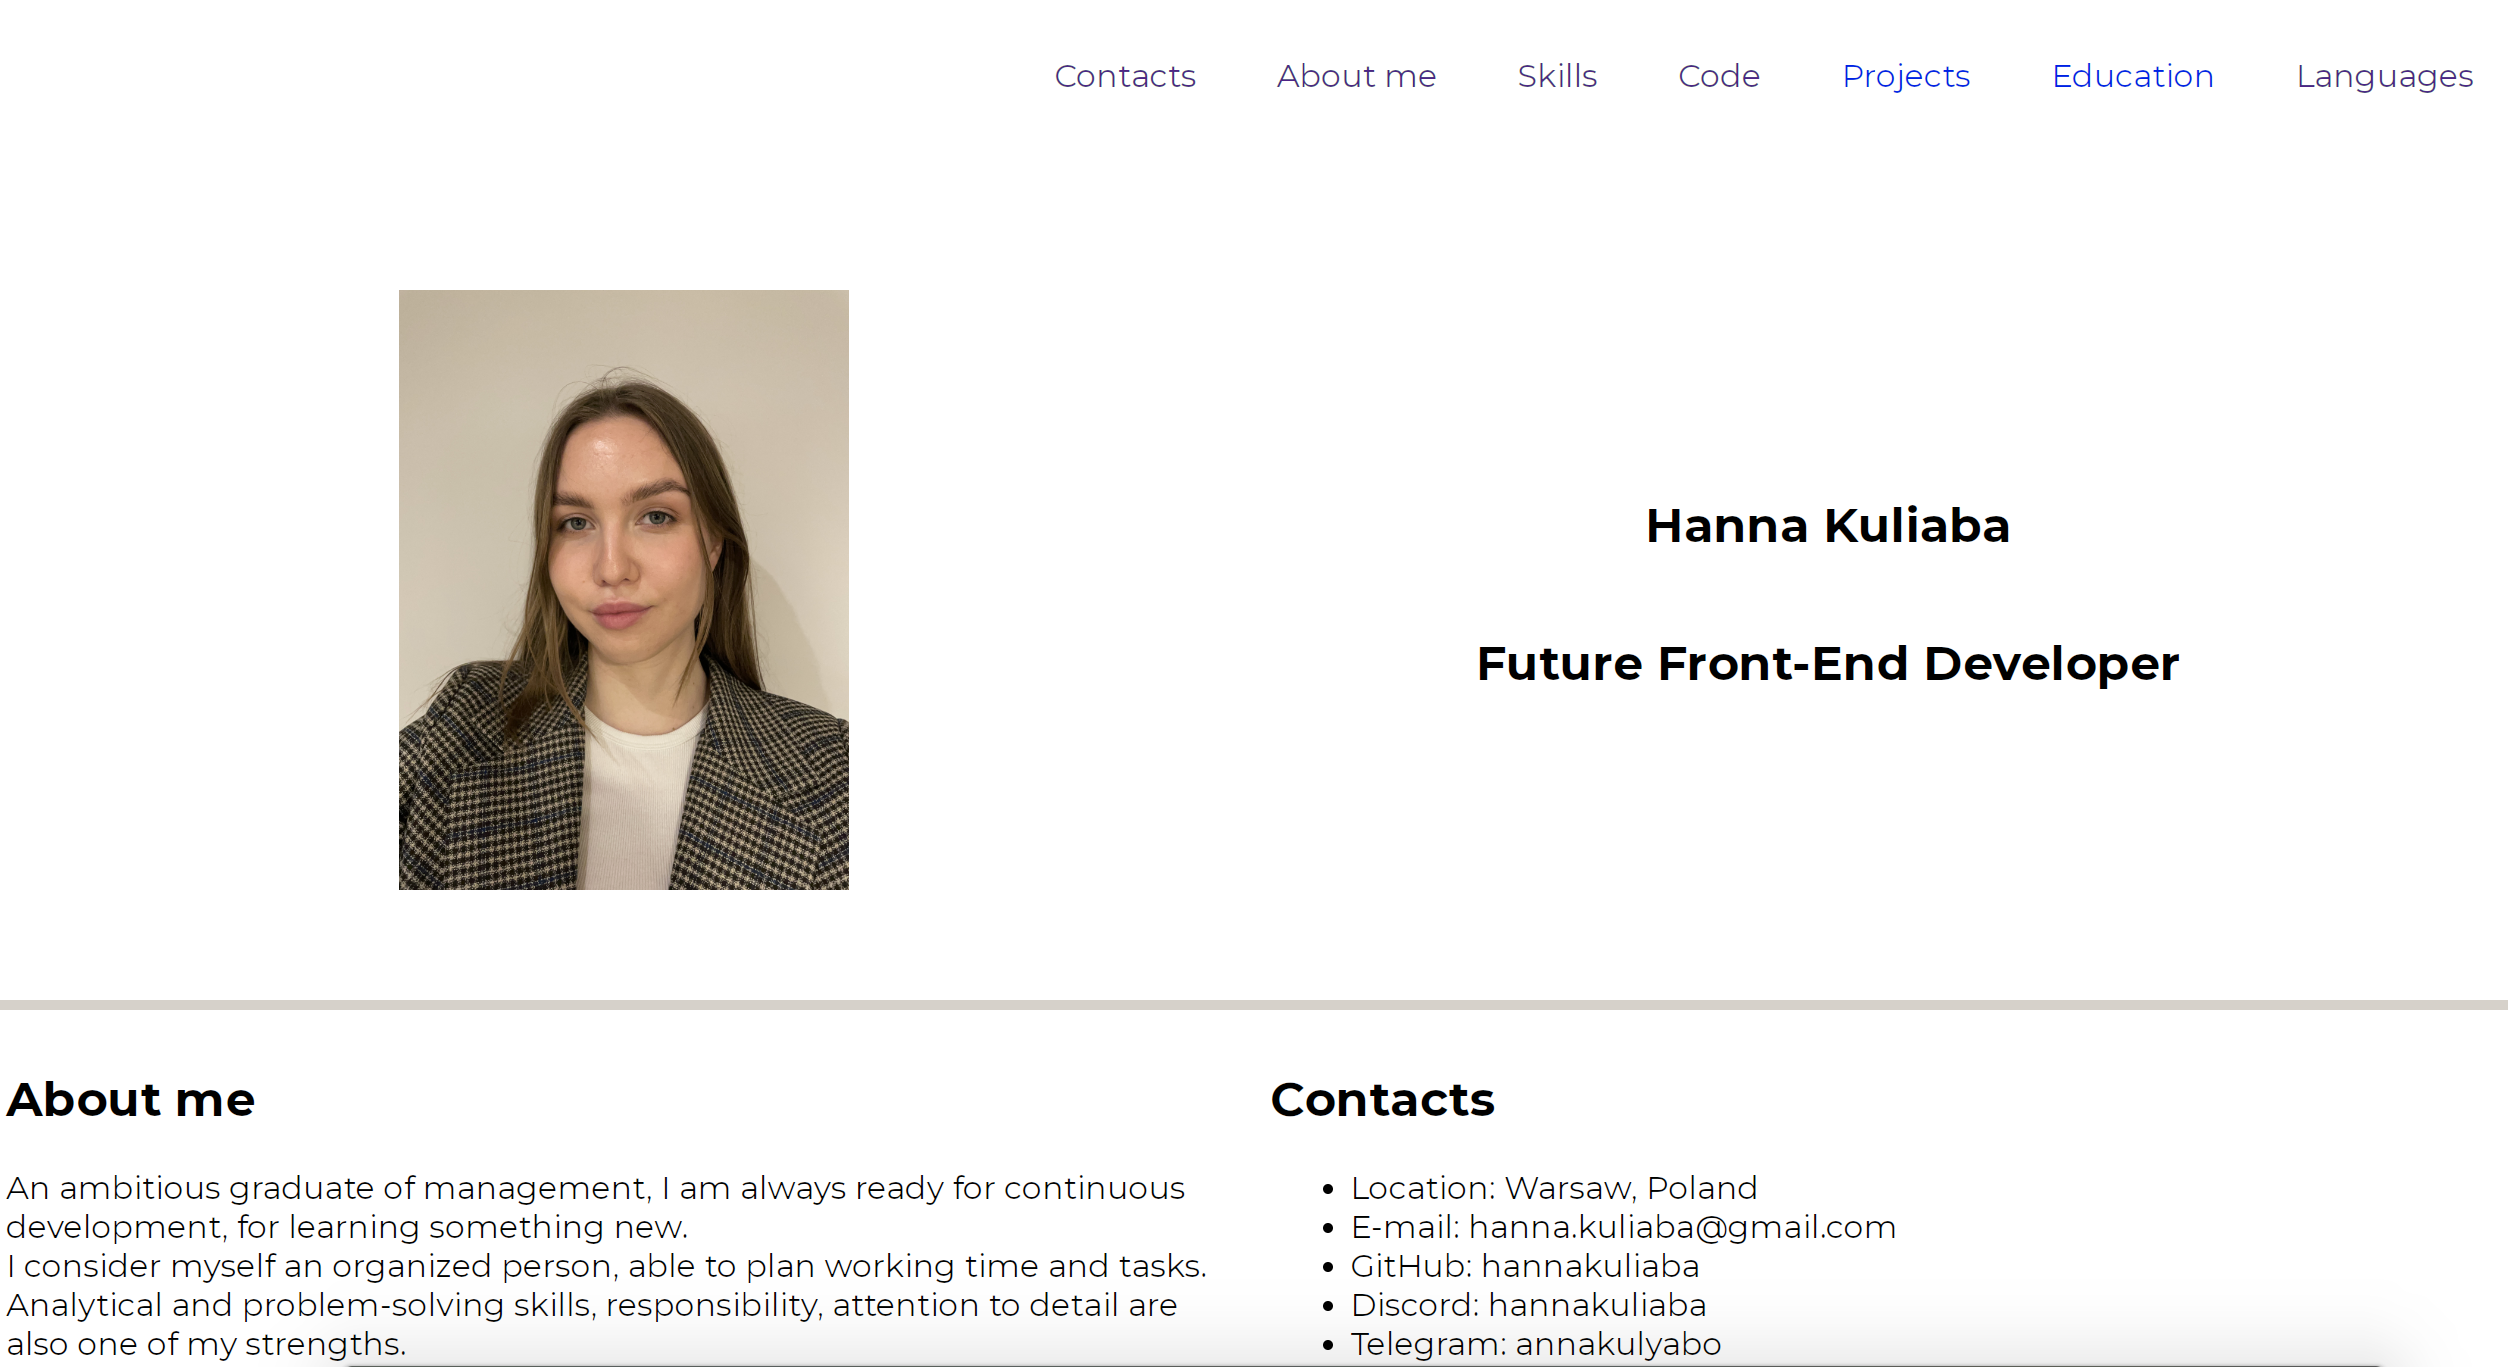 Contacts About me Skills Code Projects Education Languages
Hanna Kuliaba
Future Front-End Developer
About me
An ambitious graduate of management, I am always ready for continuous
development, for learning something new.
I consider myself an organized person, able to plan working time and tasks.
Analytical and problem-solving skills, responsibility, attention to detail are
also one of my strengths.
Contacts
• Location: Warsaw, Poland
• E-mail: hanna.kuliaba@gmail.com
• GitHub: hannakuliaba
• Discord: hannakuliaba
• Telegram: annakulyabo